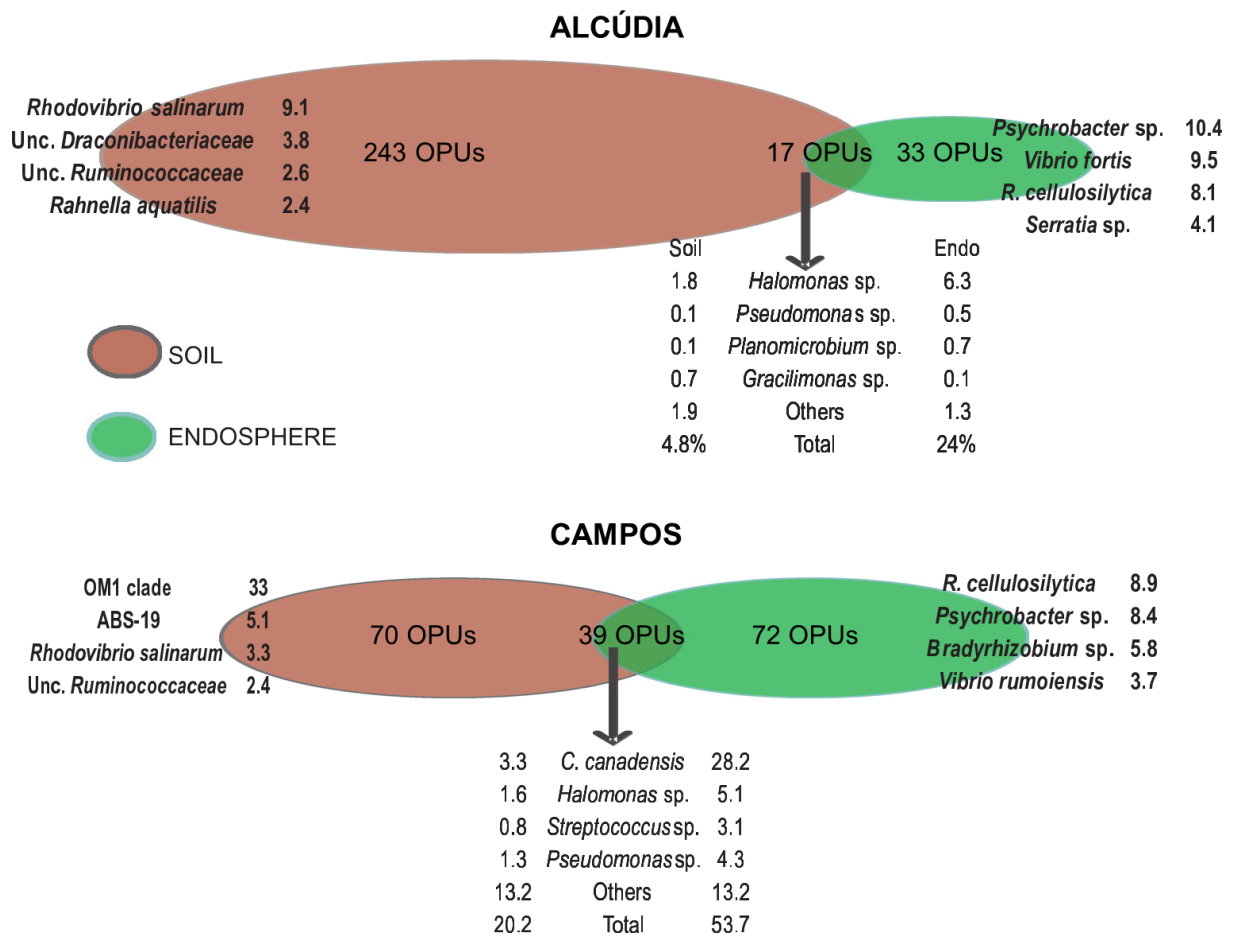 ALCÚDIA
Rhodovibrio salinarum 9.1
Unc. Draconibacteriaceae 3.8
Unc. Ruminococcaceae 2.6
Rahnella aquatilis 2.4
243 OPUs
17 OPUs
33 OPUs
Psychrobacter sp. 10.4
Vibrio fortis 9.5
R. cellulosilytica 8.1
Serratia sp. 4.1
Soil Endo
1.8 Halomonas sp. 6.3
0.1 Pseudomonas sp. 0.5
0.1 Planomicrobium sp. 0.7
0.7 Gracilimonas sp. 0.1
1.9 Others 1.3
4.8% Total 24%
SOIL
ENDOSPHERE
CAMPOS
OM1 clade 33
ABS-19 5.1
Rhodovibrio salinarum 3.3
Unc. Ruminococcaceae 2.4
70 OPUs
39 OPUs
72 OPUs
R. cellulosilytica 8.9
Psychrobacter sp. 8.4
Bradyrhizobium sp. 5.8
Vibrio rumoiensis 3.7
3.3 C. canadensis 28.2
1.6 Halomonas sp. 5.1
0.8 Streptococcus sp. 3.1
1.3 Pseudomonas sp. 4.3
13.2 Others 13.2
20.2 Total 53.7